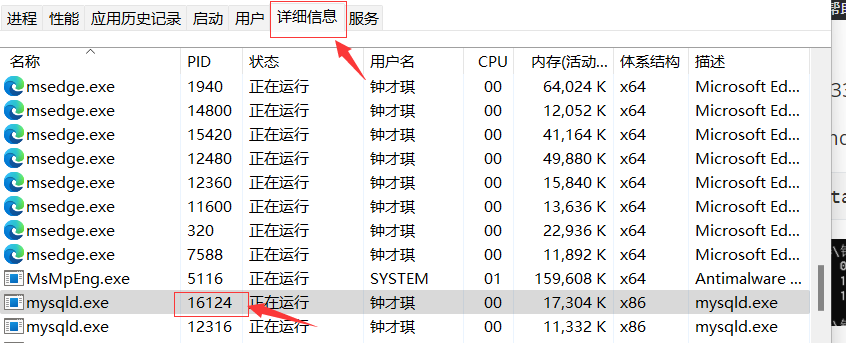 进程 性能 应用历史记录 启动 用户 详细信息 服务
帮助
名称 PID 状态 用户名 CPU 内存(活动... 体系结构 描述
msedge.exe 1940 正在运行 钟才琪 00 64,024 K x64 Microsoft Ed...
msedge.exe 14800 正在运行 钟才琪 00 12,052 K x64 Microsoft Ed...
msedge.exe 15420 正在运行 钟才琪 00 41,164 K x64 Microsoft Ed...
msedge.exe 12480 正在运行 钟才琪 00 49,880 K x64 Microsoft Ed...
msedge.exe 12360 正在运行 钟才琪 00 15,840 K x64 Microsoft Ed...
msedge.exe 11600 正在运行 钟才琪 00 13,636 K x64 Microsoft Ed...
msedge.exe 320 正在运行 钟才琪 00 22,936 K x64 Microsoft Ed...
msedge.exe 7588 正在运行 钟才琪 00 11,892 K x64 Microsoft Ed...
MsMpEng.exe 5116 正在运行 SYSTEM 01 159,608 K x64 Antimalware ...
mysqld.exe 16124 正在运行 钟才琪 00 17,304 K x86 mysqld.exe
mysqld.exe 12316 正在运行 钟才琪 00 11,332 K x86 mysqld.exe